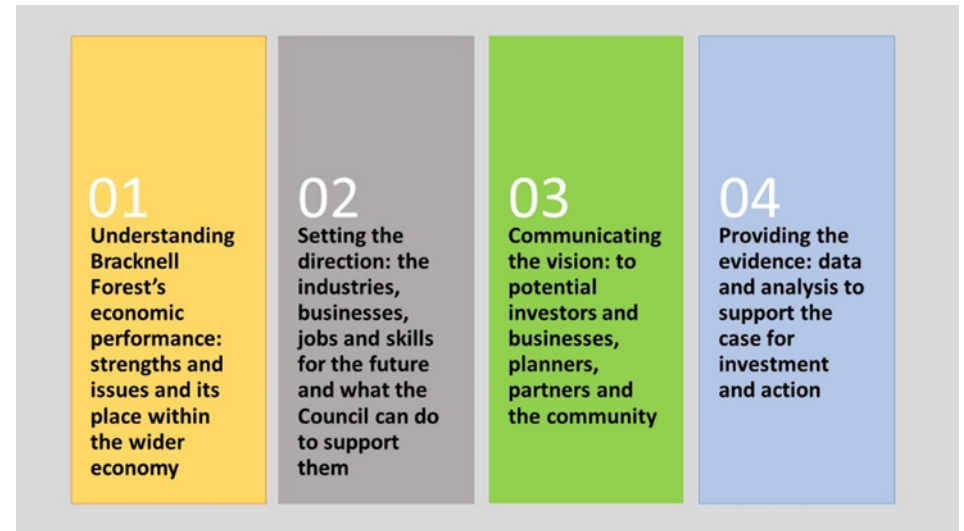 01
Understanding
Bracknell
Forest's
economic
performance:
strengths and
issues and its
place within
the wider
economy
02
Setting the
direction: the
industries,
businesses,
jobs and skills
for the future
and what the
Council can do
to support
them
03
Communicating
the vision: to
potential
investors and
businesses,
planners,
partners and
the community
04
Providing the
evidence: data
and analysis to
support the
case for
investment
and action